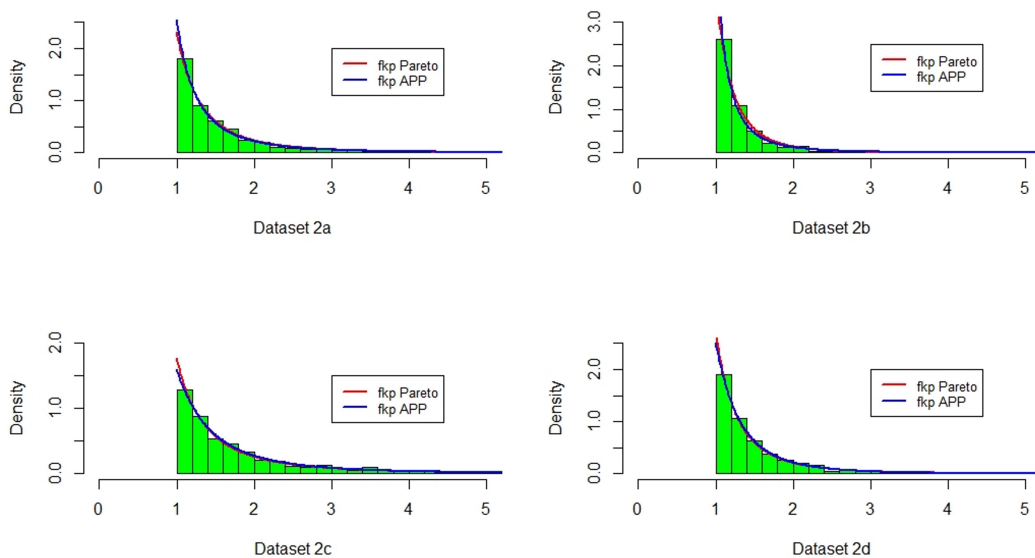 Density
0.0 1.0 2.0
fkp Pareto
fkp APP
0 1 2 3 4 5
Dataset 2a
Density
0.0 1.0 2.0 3.0
fkp Pareto
fkp APP
0 1 2 3 4 5
Dataset 2b
Density
0.0 1.0 2.0
fkp Pareto
fkp APP
0 1 2 3 4 5
Dataset 2c
Density
0.0 1.0 2.0
fkp Pareto
fkp APP
0 1 2 3 4 5
Dataset 2d